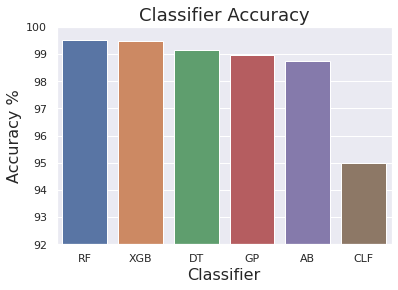 Classifier Accuracy
Accuracy %
100
99
98
97
96
95
94
93
92
RF XGB DT GP AB CLF
Classifier